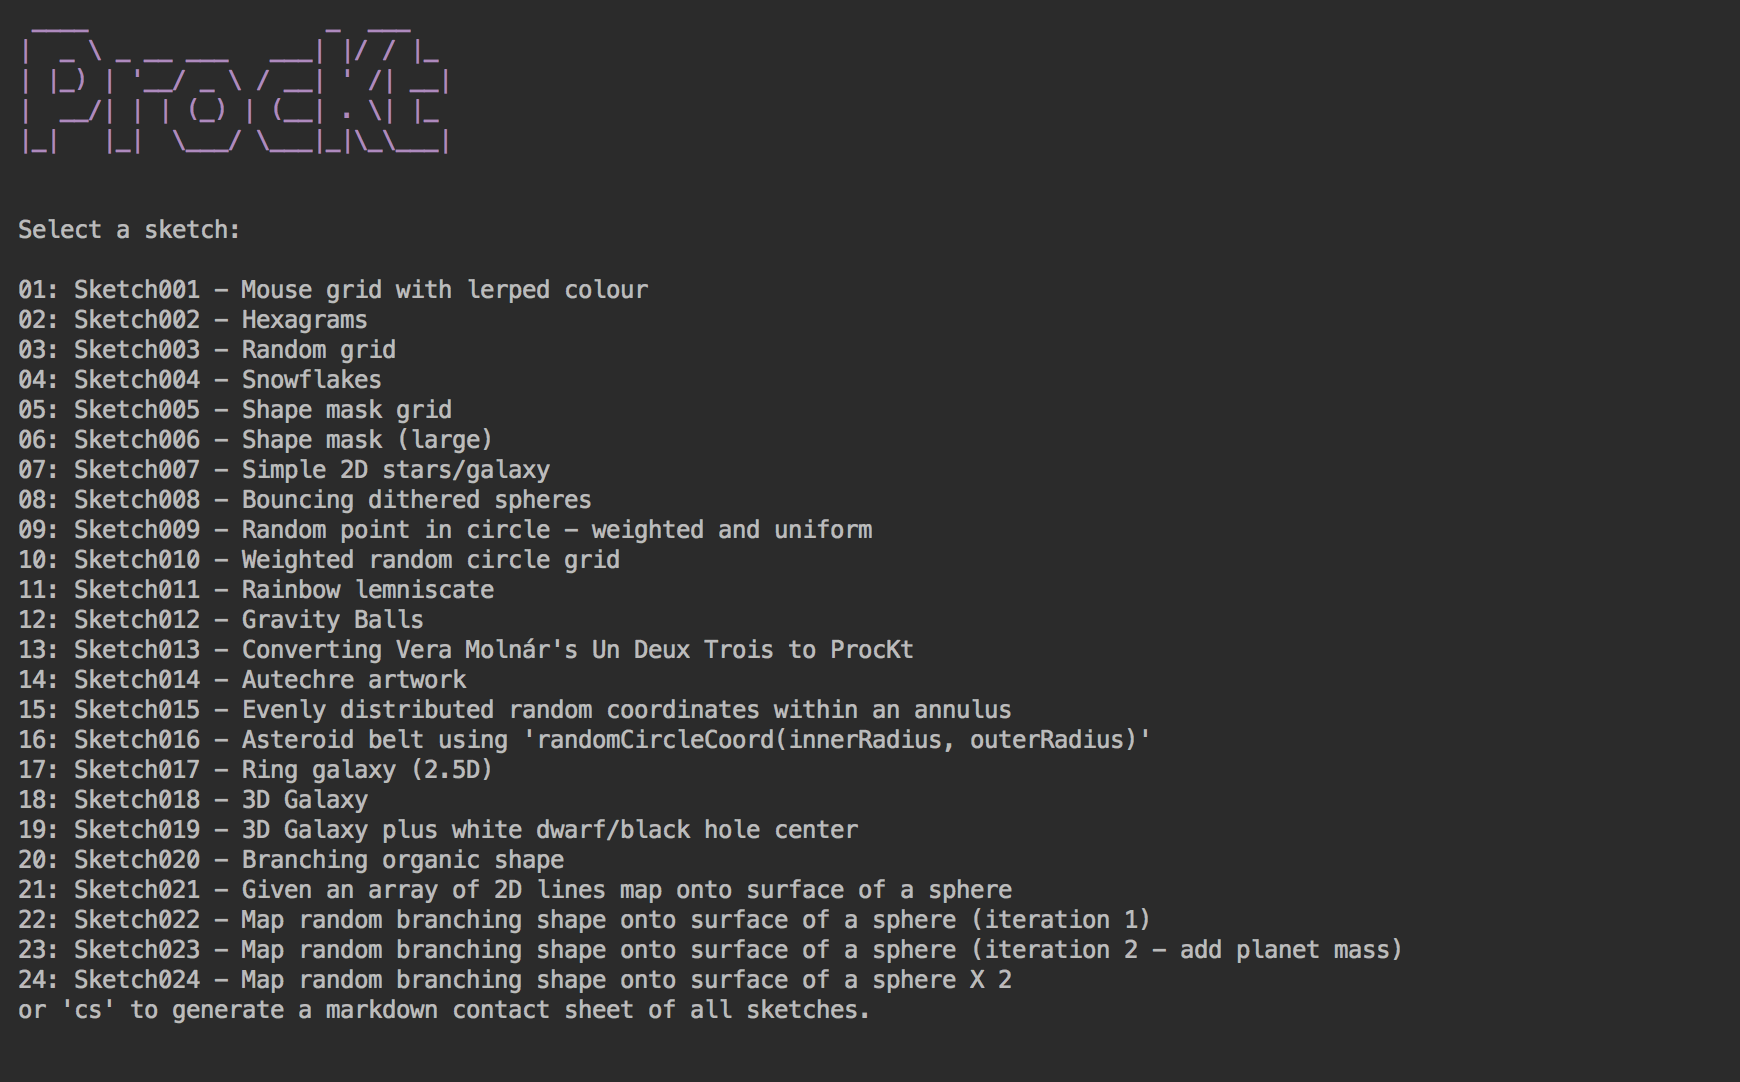 ProcKt
Select a sketch:
01: Sketch001 – Mouse grid with lerped colour
02: Sketch002 – Hexagrams
03: Sketch003 – Random grid
04: Sketch004 – Snowflakes
05: Sketch005 – Shape mask grid
06: Sketch006 – Shape mask (large)
07: Sketch007 – Simple 2D stars/galaxy
08: Sketch008 – Bouncing dithered spheres
09: Sketch009 – Random point in circle – weighted and uniform
10: Sketch010 – Weighted random circle grid
11: Sketch011 – Rainbow lemniscate
12: Sketch012 – Gravity Balls
13: Sketch013 – Converting Vera Molnár's Un Deux Trois to ProcKt
14: Sketch014 – Autechre artwork
15: Sketch015 – Evenly distributed random coordinates within an annulus
16: Sketch016 – Asteroid belt using 'randomCircleCoord(innerRadius, outerRadius)'
17: Sketch017 – Ring galaxy (2.5D)
18: Sketch018 – 3D Galaxy
19: Sketch019 – 3D Galaxy plus white dwarf/black hole center
20: Sketch020 – Branching organic shape
21: Sketch021 – Given an array of 2D lines map onto surface of a sphere
22: Sketch022 – Map random branching shape onto surface of a sphere (iteration 1)
23: Sketch023 – Map random branching shape onto surface of a sphere (iteration 2 – add planet mass)
24: Sketch024 – Map random branching shape onto surface of a sphere X 2
or 'cs' to generate a markdown contact sheet of all sketches.